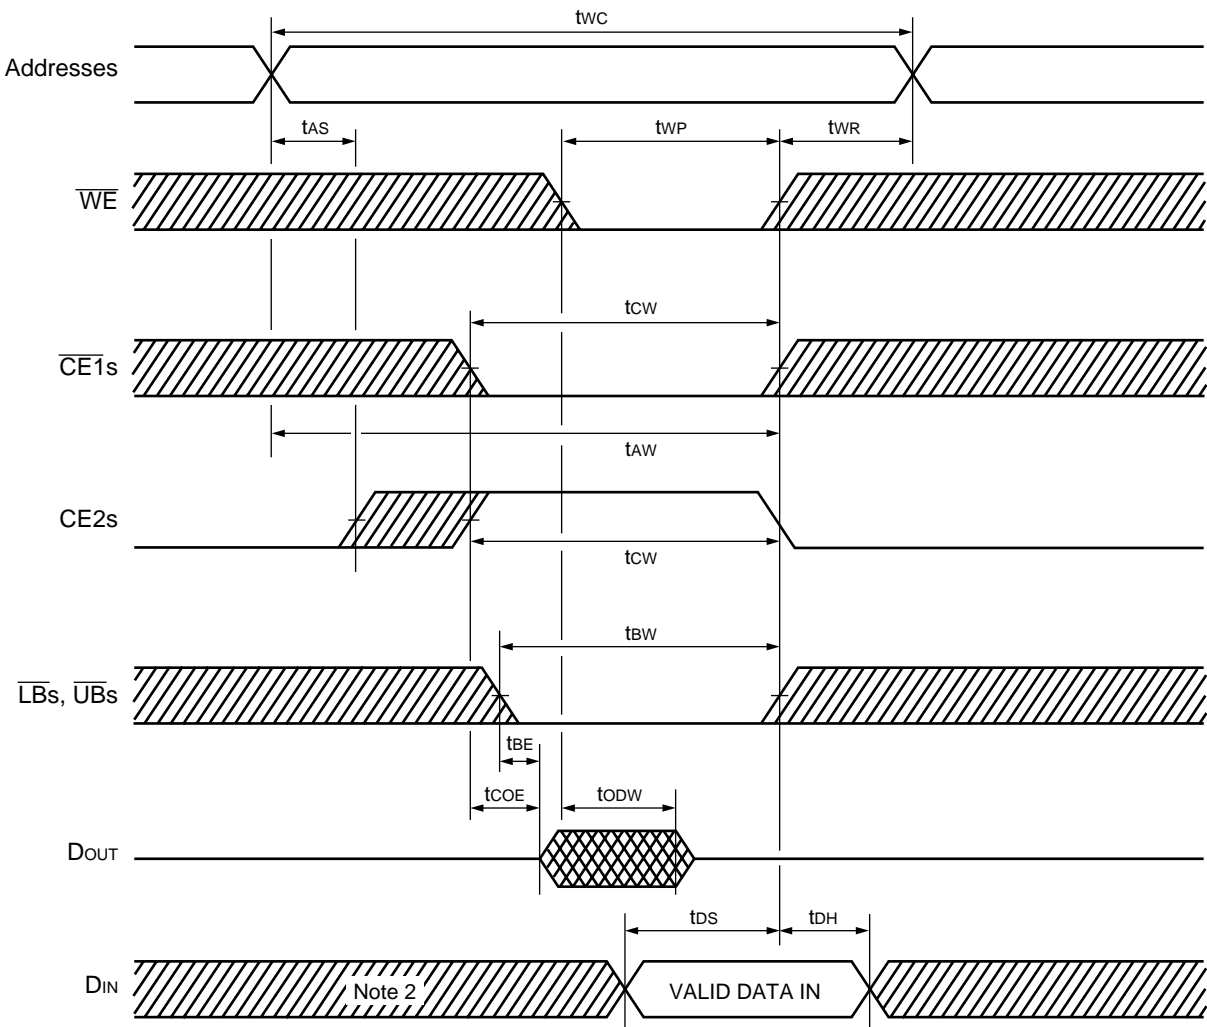 tWC
Addresses
tAS
tWP
tWR
WE
tCW
CE1s
tAW
CE2s
tCW
tBW
LBs, UBs
tBE
tCOE
tODW
DOUT
tDS
tDH
DIN
Note 2
VALID DATA IN